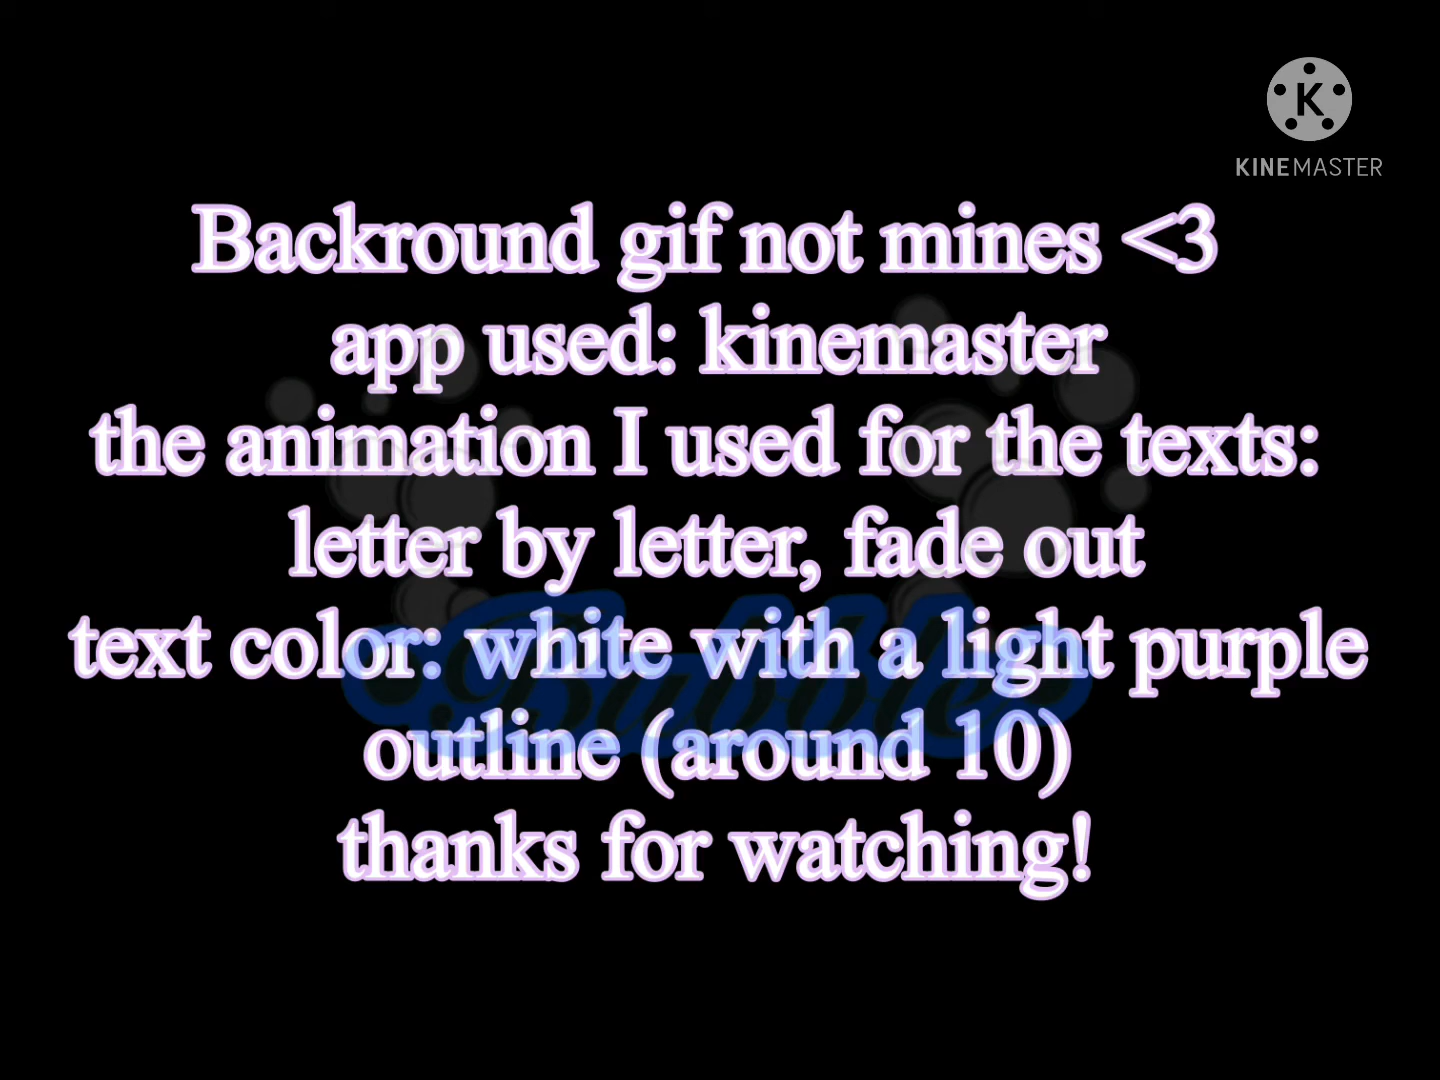 K
KINEMASTER
Backround gif not mines <3
app used: kinemaster
the animation I used for the texts:
letter by letter, fade out
text color: white with a light purple
outline (around 10)
thanks for watching!
Bubble